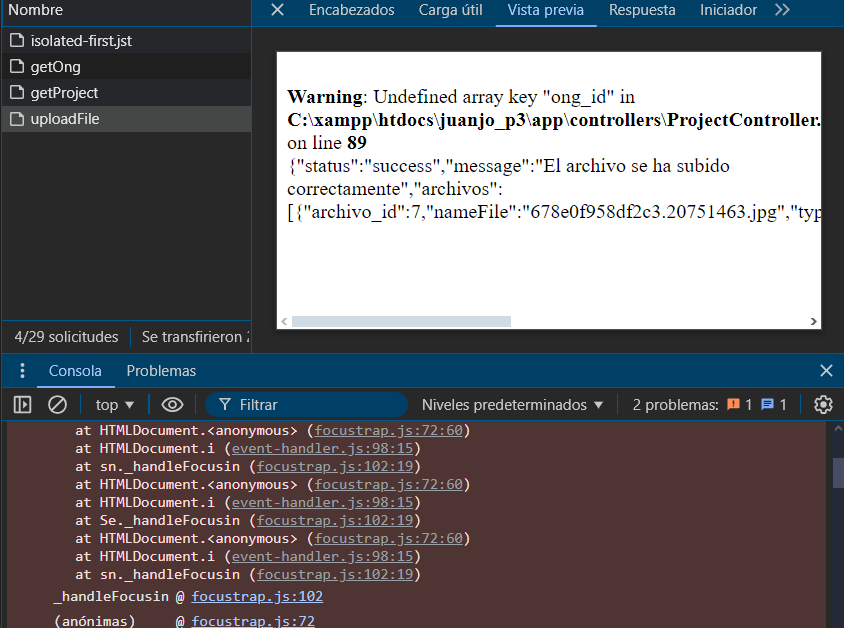 Nombre
Encabezados Carga útil Vista previa Respuesta Iniciador
isolated-first.jst
getOng
getProject
uploadFile
Warning: Undefined array key "ong_id" in
C:\xampp\htdocs\juanjo_p3\app\controllers\ProjectController.
on line 89
{"status":"success","message":"El archivo se ha subido
correctamente","archivos":
[{"archivo_id":7,"nameFile":"678e0f958df2c3.20751463.jpg","typ
4/29 solicitudes Se transfirieron 2
Consola Problemas
top Filtrar Niveles predeterminados 2 problemas: 1 1
at HTMLDocument.<anonymous> (focustrap.js:72:60)
at HTMLDocument.i (event-handler.js:98:15)
at sn._handleFocusin (focustrap.js:102:19)
at HTMLDocument.<anonymous> (focustrap.js:72:60)
at HTMLDocument.i (event-handler.js:98:15)
at Se._handleFocusin (focustrap.js:102:19)
at HTMLDocument.<anonymous> (focustrap.js:72:60)
at HTMLDocument.i (event-handler.js:98:15)
at sn._handleFocusin (focustrap.js:102:19)
_handleFocusin @ focustrap.js:102
(anónimas) @ focustrap.js:72